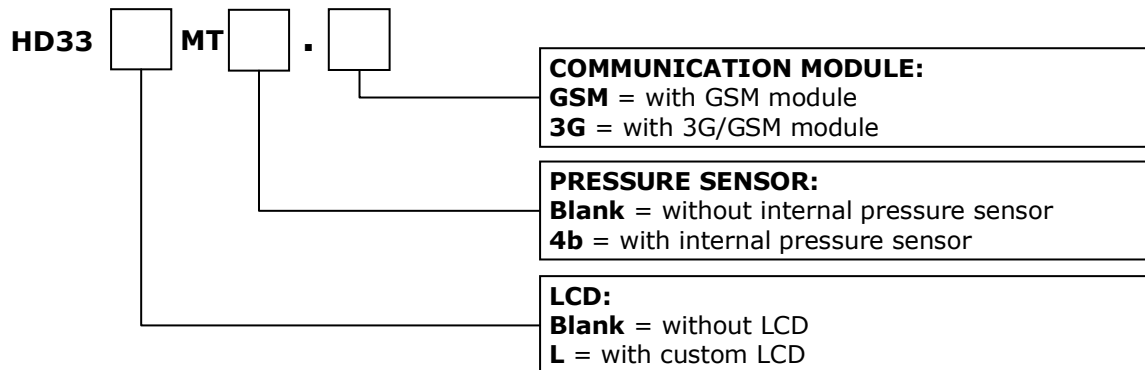 HD33 MT .
COMMUNICATION MODULE:
GSM = with GSM module
3G = with 3G/GSM module
PRESSURE SENSOR:
Blank = without internal pressure sensor
4b = with internal pressure sensor
LCD:
Blank = without LCD
L = with custom LCD